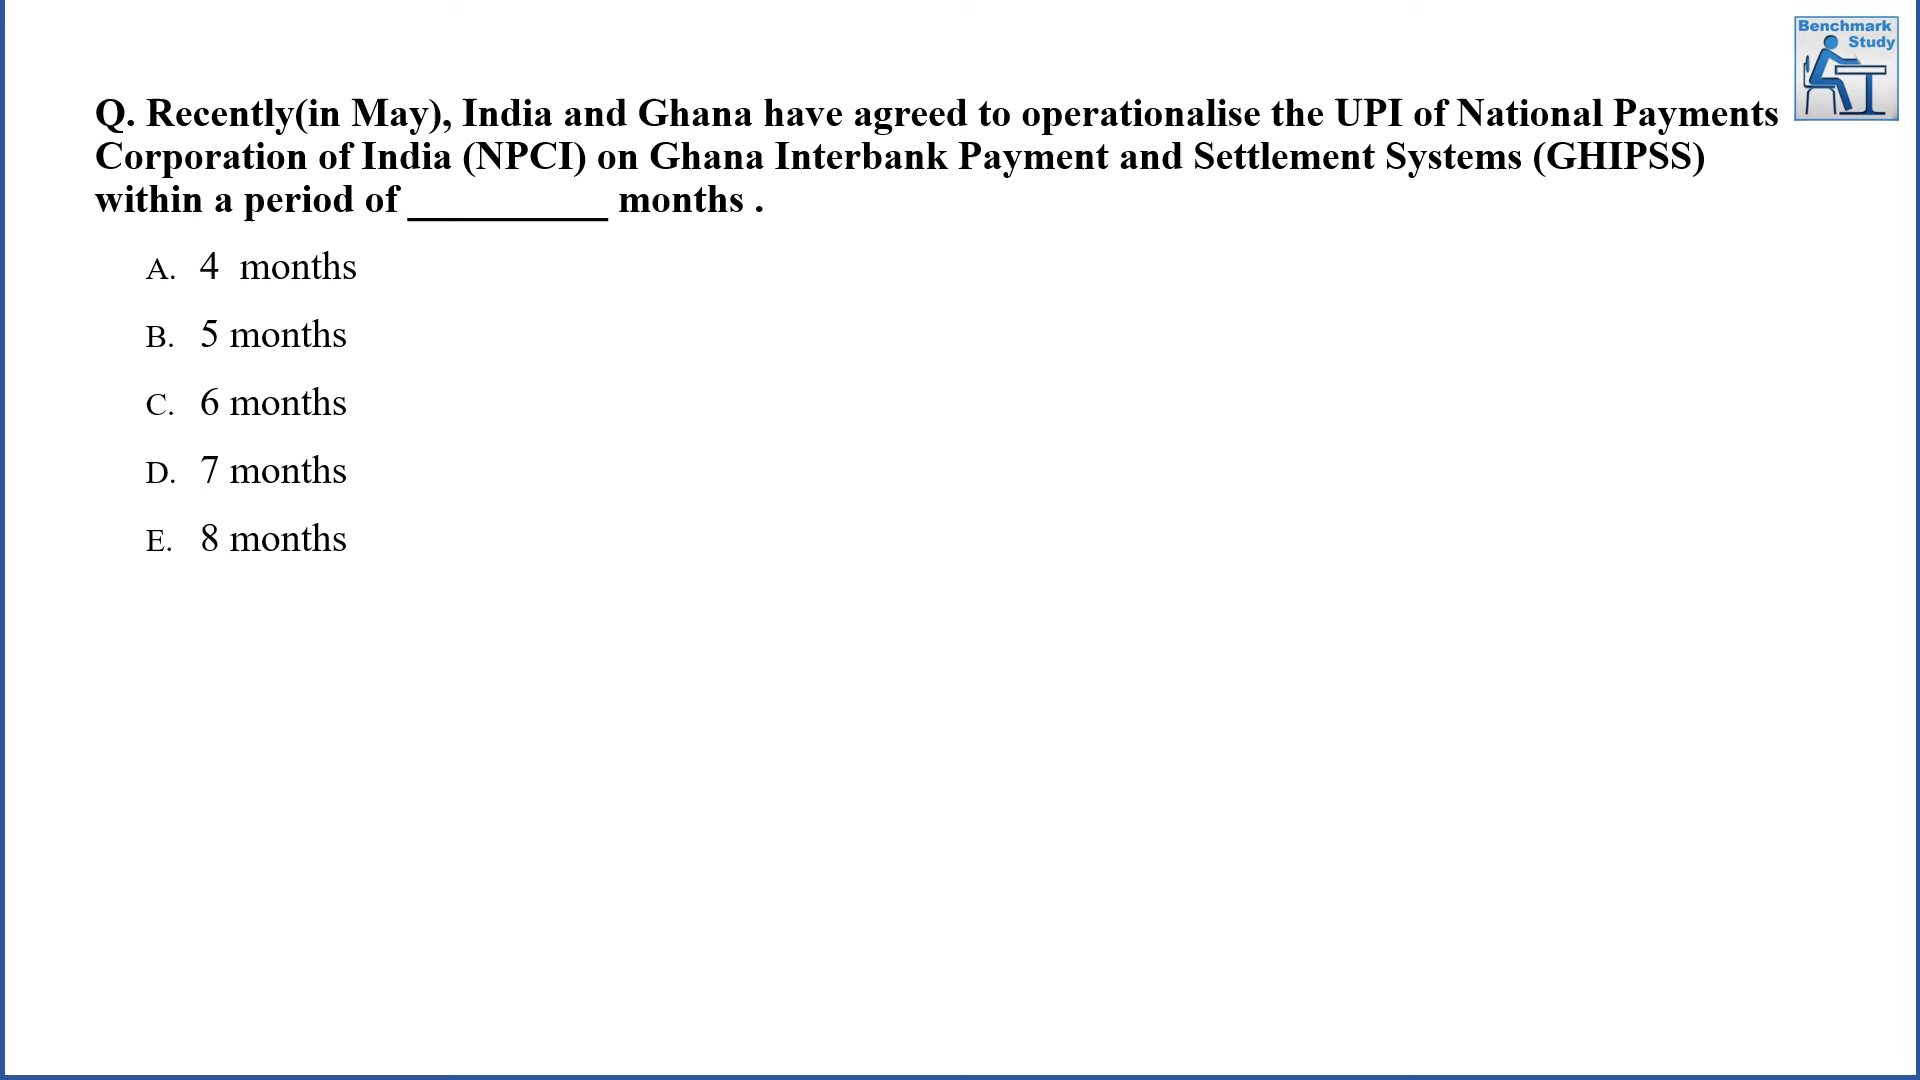 Benchmark
Study
Q. Recently(in May), India and Ghana have agreed to operationalise the UPI of National Payments
Corporation of India (NPCI) on Ghana Interbank Payment and Settlement Systems (GHIPSS)
within a period of __________ months .
A. 4 months
B. 5 months
C. 6 months
D. 7 months
E. 8 months